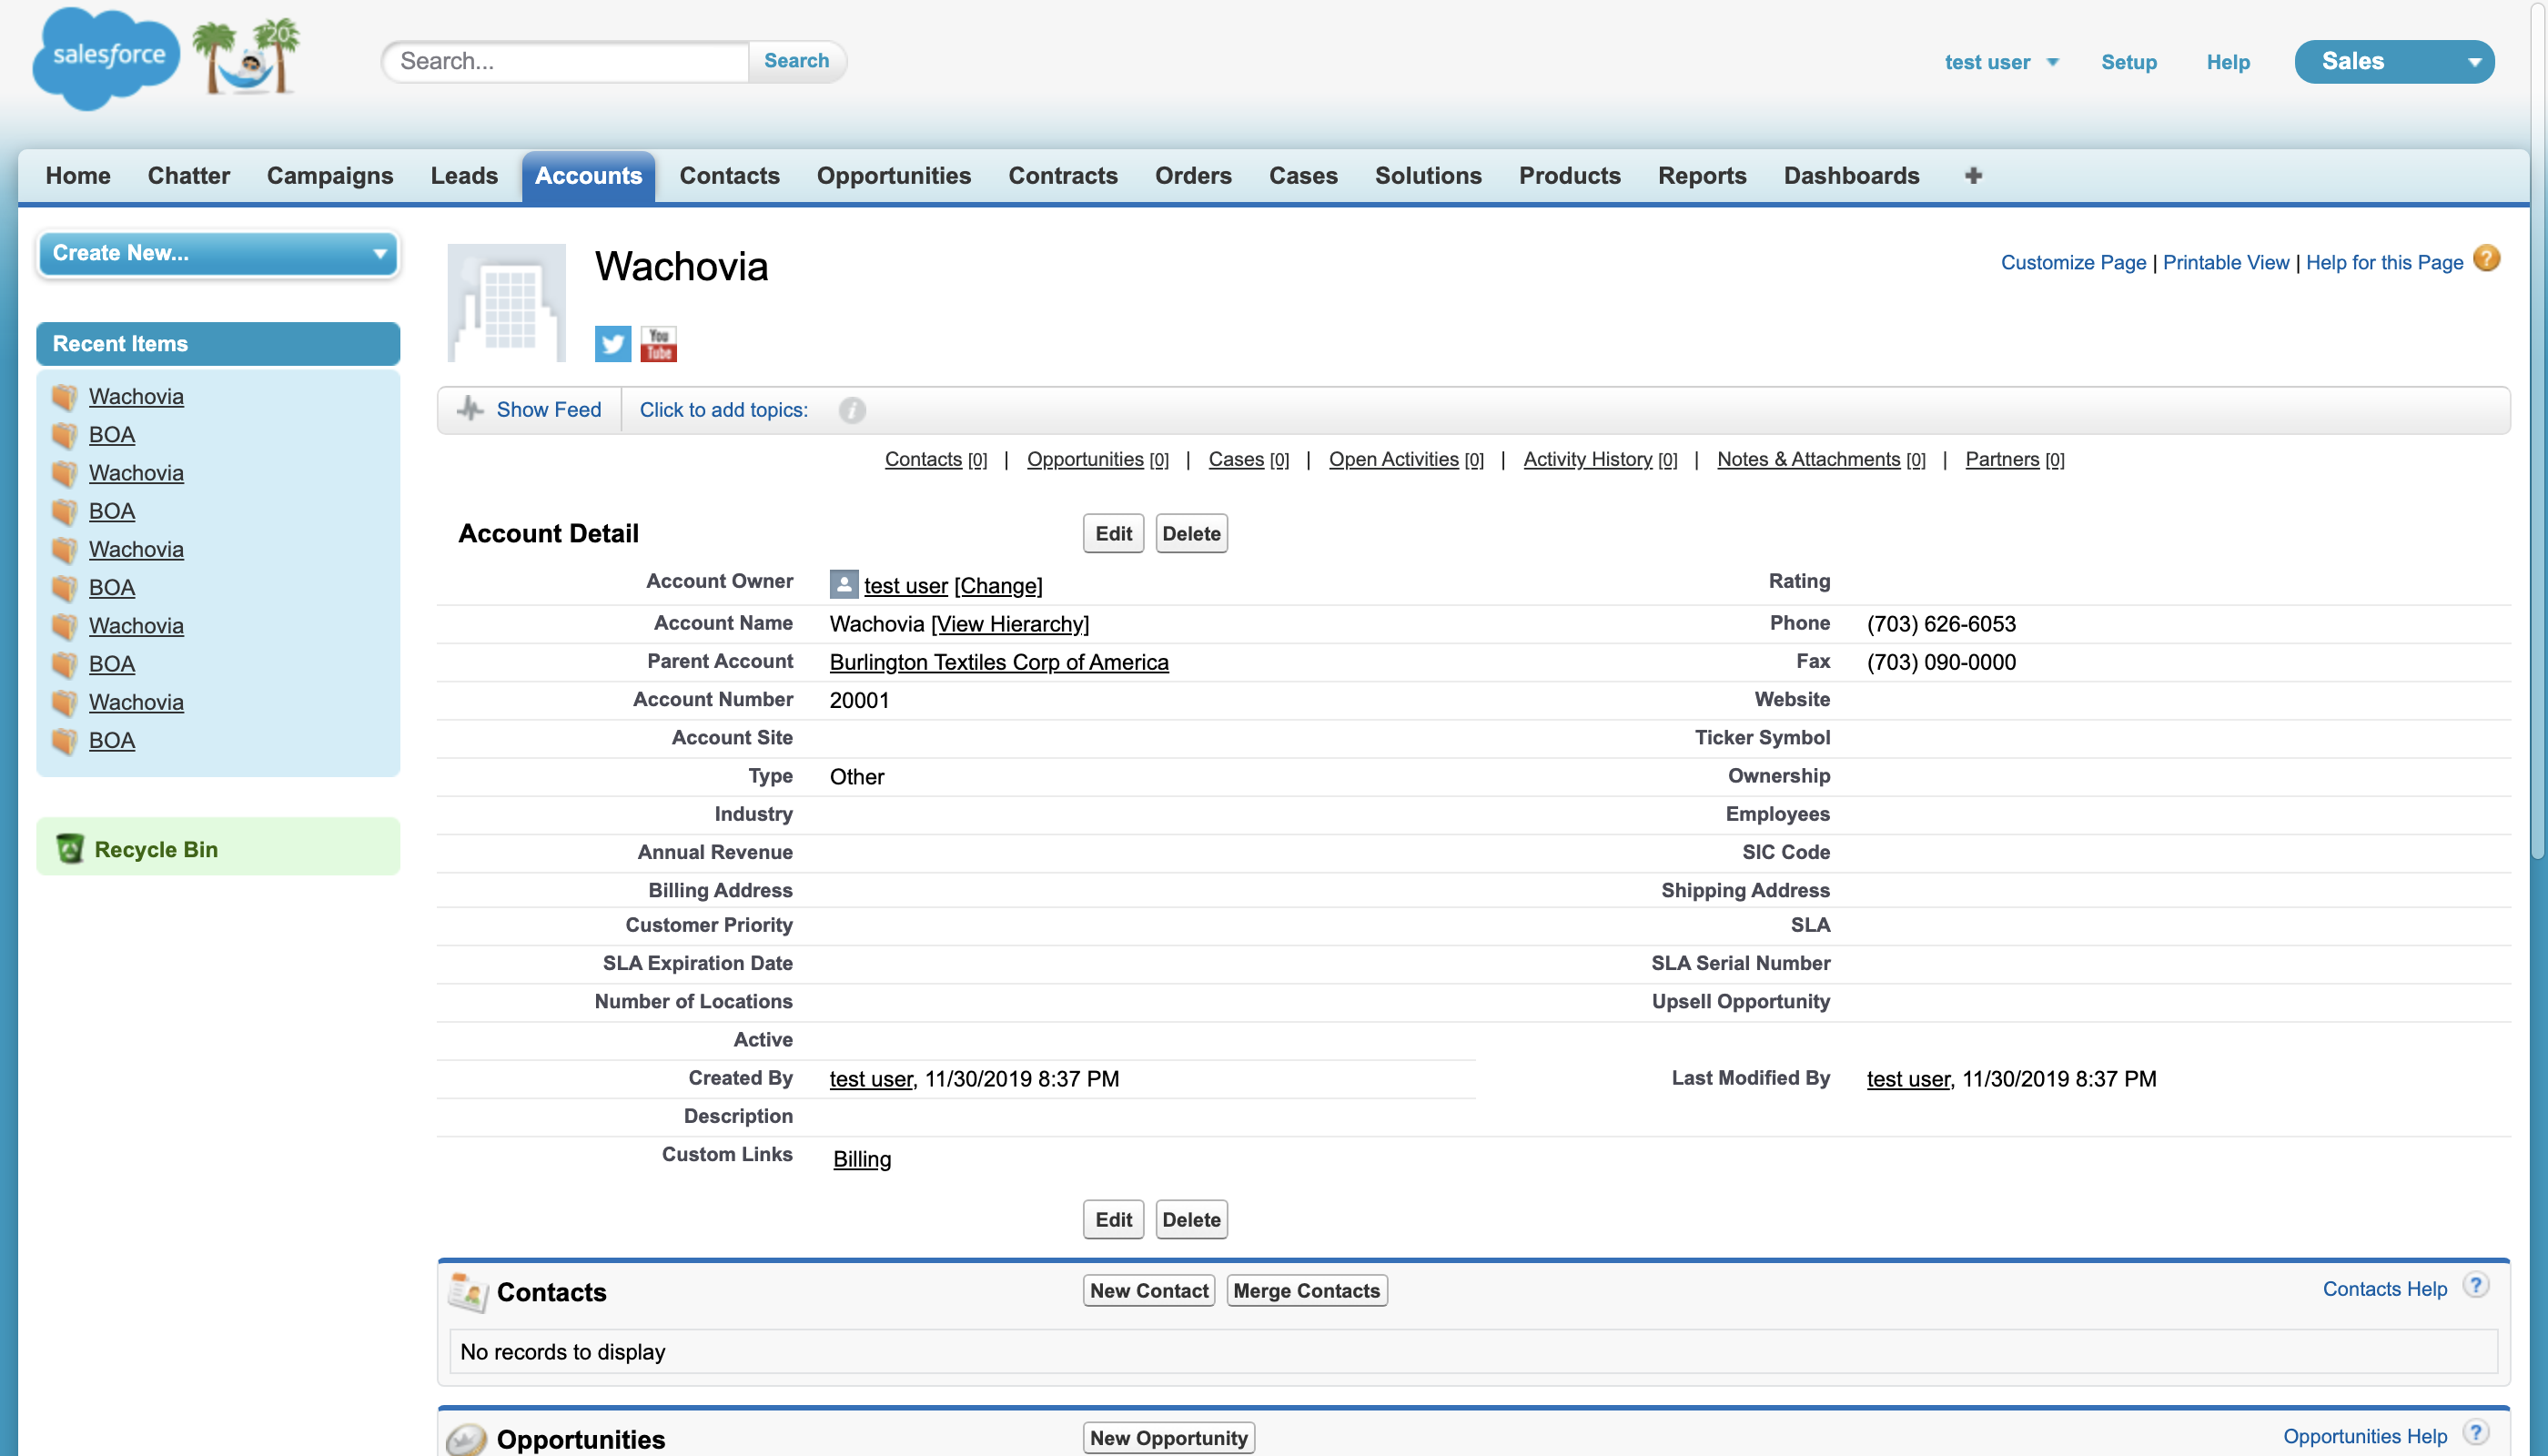 salesforce
20
Search...
Search
test user
Setup
Help
Sales
Home
Chatter
Campaigns
Leads
Accounts
Contacts
Opportunities
Contracts
Orders
Cases
Solutions
Products
Reports
Dashboards
+
Create New...
Recent Items
Wachovia
BOA
Wachovia
BOA
Wachovia
BOA
Wachovia
BOA
Wachovia
BOA
Recycle Bin
Wachovia
You
Tube
Customize Page | Printable View | Help for this Page ?
Show Feed
Click to add topics: i
Contacts [0] | Opportunities [0] | Cases [0] | Open Activities [0] | Activity History [0] | Notes & Attachments [0] | Partners [0]
Account Detail
Edit
Delete
Account Owner test user [Change] Rating
Account Name Wachovia [View Hierarchy] Phone (703) 626-6053
Parent Account Burlington Textiles Corp of America Fax (703) 090-0000
Account Number 20001 Website
Account Site Ticker Symbol
Type Other Ownership
Industry Employees
Annual Revenue SIC Code
Billing Address Shipping Address
Customer Priority SLA
SLA Expiration Date SLA Serial Number
Number of Locations Upsell Opportunity
Active
Created By test user, 11/30/2019 8:37 PM Last Modified By test user, 11/30/2019 8:37 PM
Description
Custom Links Billing
Edit
Delete
Contacts
New Contact
Merge Contacts
Contacts Help ?
No records to display
Opportunities
New Opportunity
Opportunities Help ?